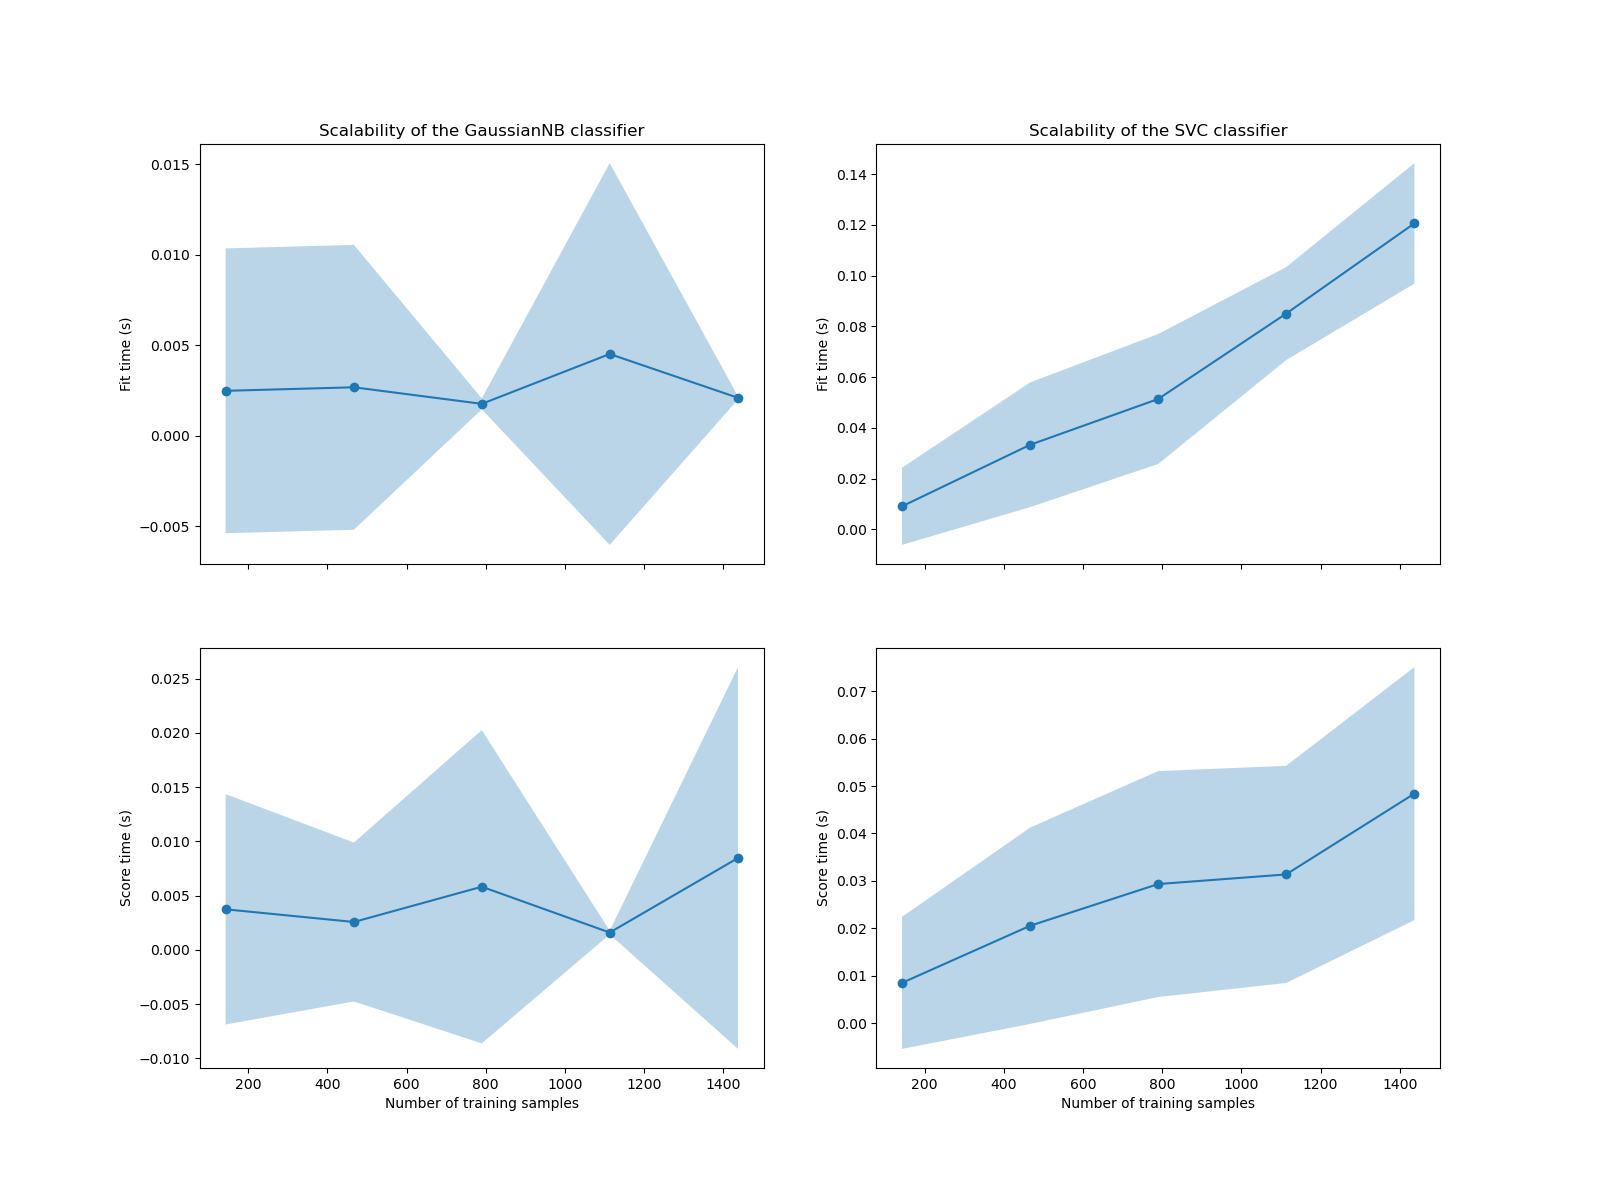 Scalability of the GaussianNB classifier
Fit time (s)
0.015
0.010
0.005
0.000
−0.005
Scalability of the SVC classifier
Fit time (s)
0.14
0.12
0.10
0.08
0.06
0.04
0.02
0.00
Score time (s)
0.025
0.020
0.015
0.010
0.005
0.000
−0.005
−0.010
200 400 600 800 1000 1200 1400
Number of training samples
Score time (s)
0.07
0.06
0.05
0.04
0.03
0.02
0.01
0.00
200 400 600 800 1000 1200 1400
Number of training samples